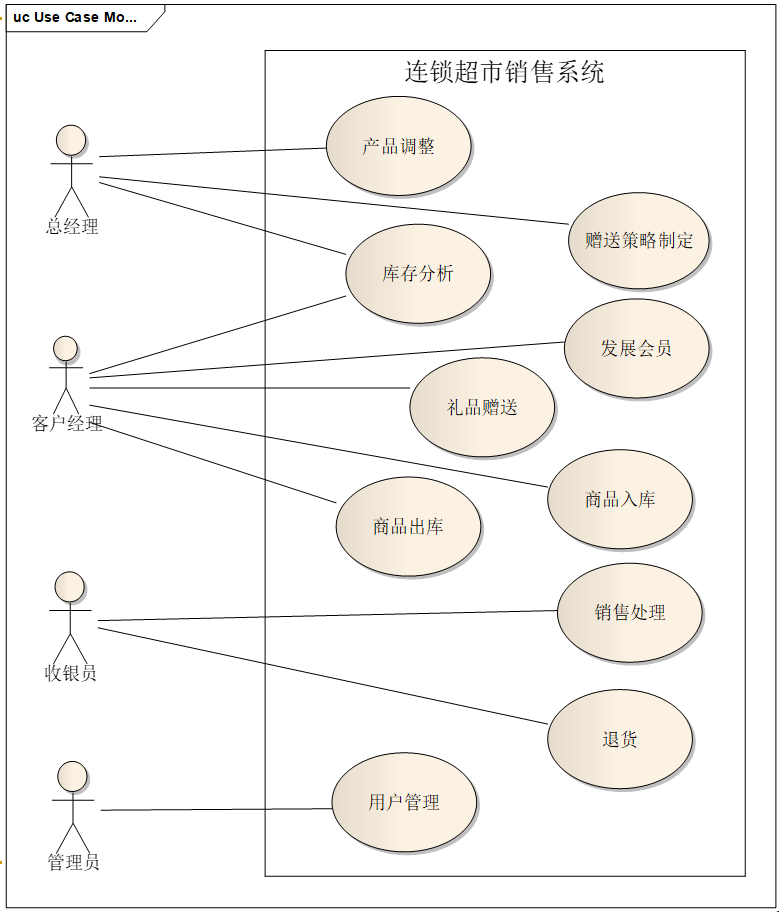 uc Use Case Mo...
连锁超市销售系统
产品调整
总经理
赠送策略制定
库存分析
发展会员
客户经理
礼品赠送
商品入库
商品出库
销售处理
收银员
退货
用户管理
管理员